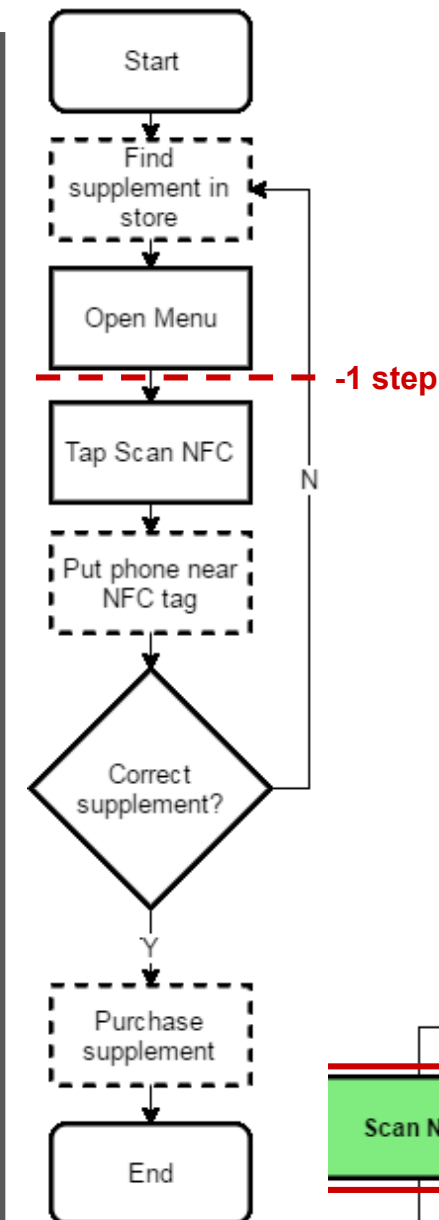 Start
Find
supplement in
store
Open Menu
-1 step
Tap Scan NFC
N
Put phone near
NFC tag
Correct
supplement?
Y
Purchase
supplement
Scan
End